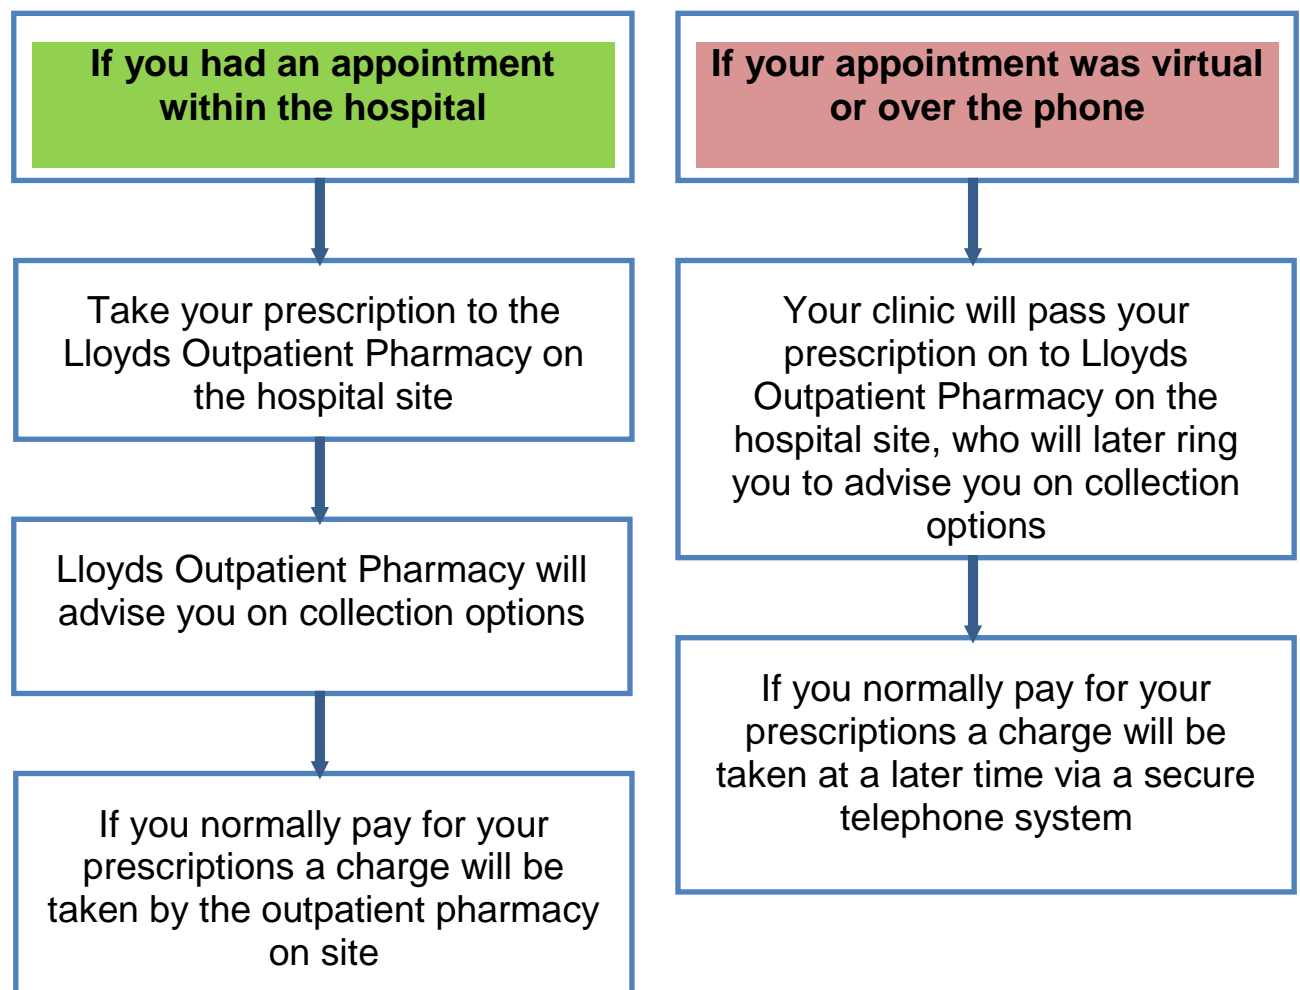 If you had an appointment
within the hospital
Take your prescription to the
Lloyds Outpatient Pharmacy on
the hospital site
Lloyds Outpatient Pharmacy will
advise you on collection options
If you normally pay for your
prescriptions a charge will be
taken by the outpatient pharmacy
on site
If your appointment was virtual
or over the phone
Your clinic will pass your
prescription on to Lloyds
Outpatient Pharmacy on the
hospital site, who will later ring
you to advise you on collection
options
If you normally pay for your
prescriptions a charge will be
taken at a later time via a secure
telephone system